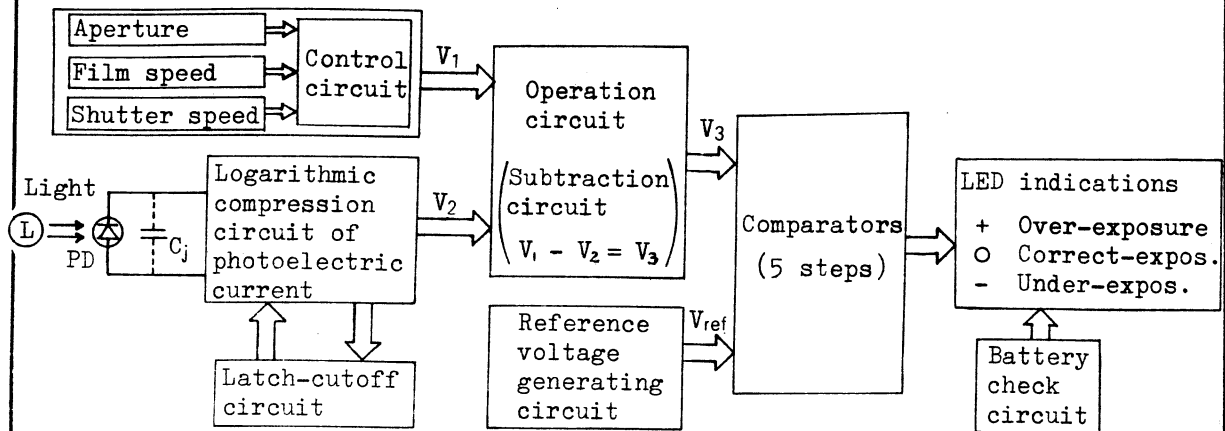 Aperture
Film speed
Shutter speed
Control
circuit
V1
Operation
circuit
(Subtraction
circuit
V1 - V2 = V3)
V3
Light
L
PD
Cj
Logarithmic
compression
circuit of
photoelectric
current
V2
Latch-cutoff
circuit
Reference
voltage
generating
circuit
Vref
Comparators
(5 steps)
LED indications
+ Over-exposure
O Correct-expos.
- Under-expos.
Battery
check
circuit